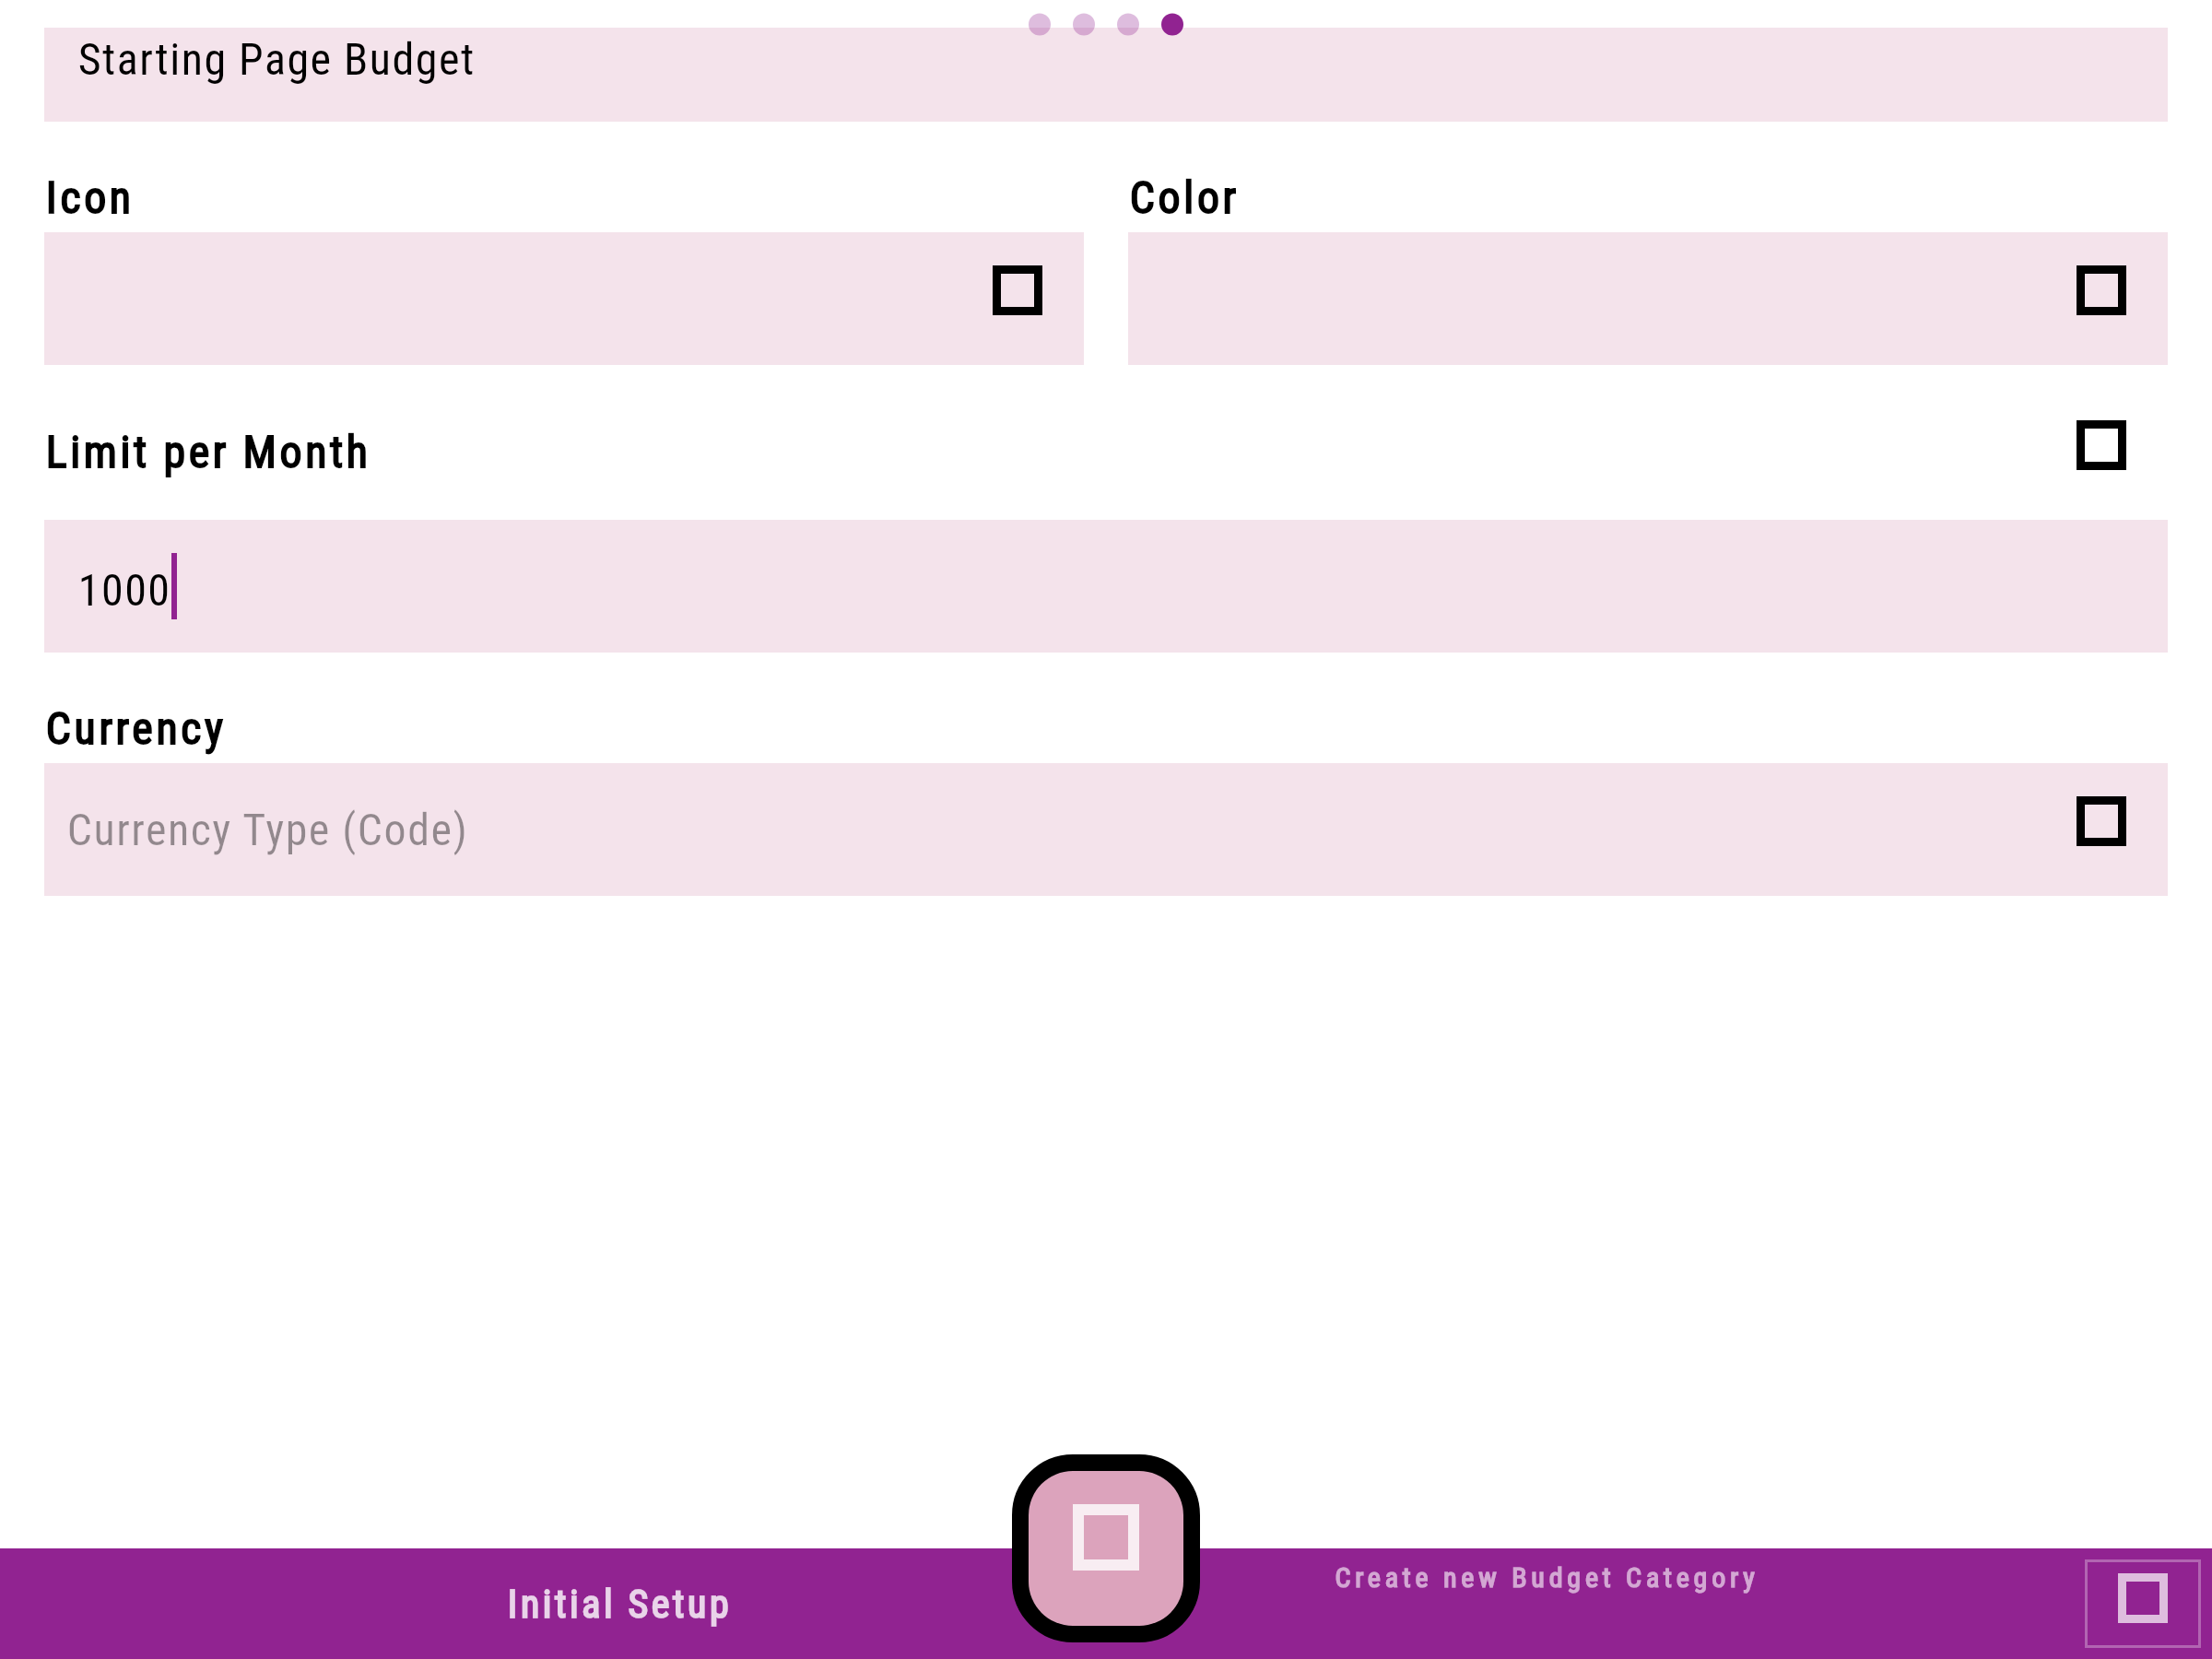 Starting Page Budget
Icon
Color
Limit per Month
1000
Currency
Currency Type (Code)
Initial Setup
Create new Budget Category